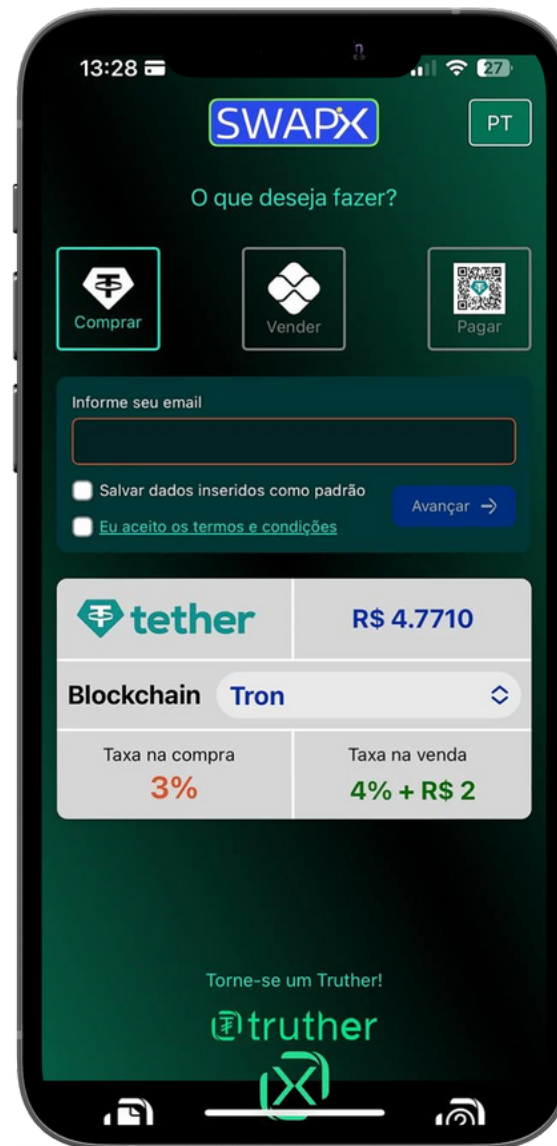 13:28
27
SWAPX
PT
O que deseja fazer?
Comprar
Vender
Pagar
Informe seu email
Salvar dados inseridos como padrão
Avançar →
Eu aceito os termos e condições
tether
R$ 4.7710
Blockchain
Tron
Taxa na compra
Taxa na venda
3%
4% + R$ 2
Torne-se um Truther!
truther